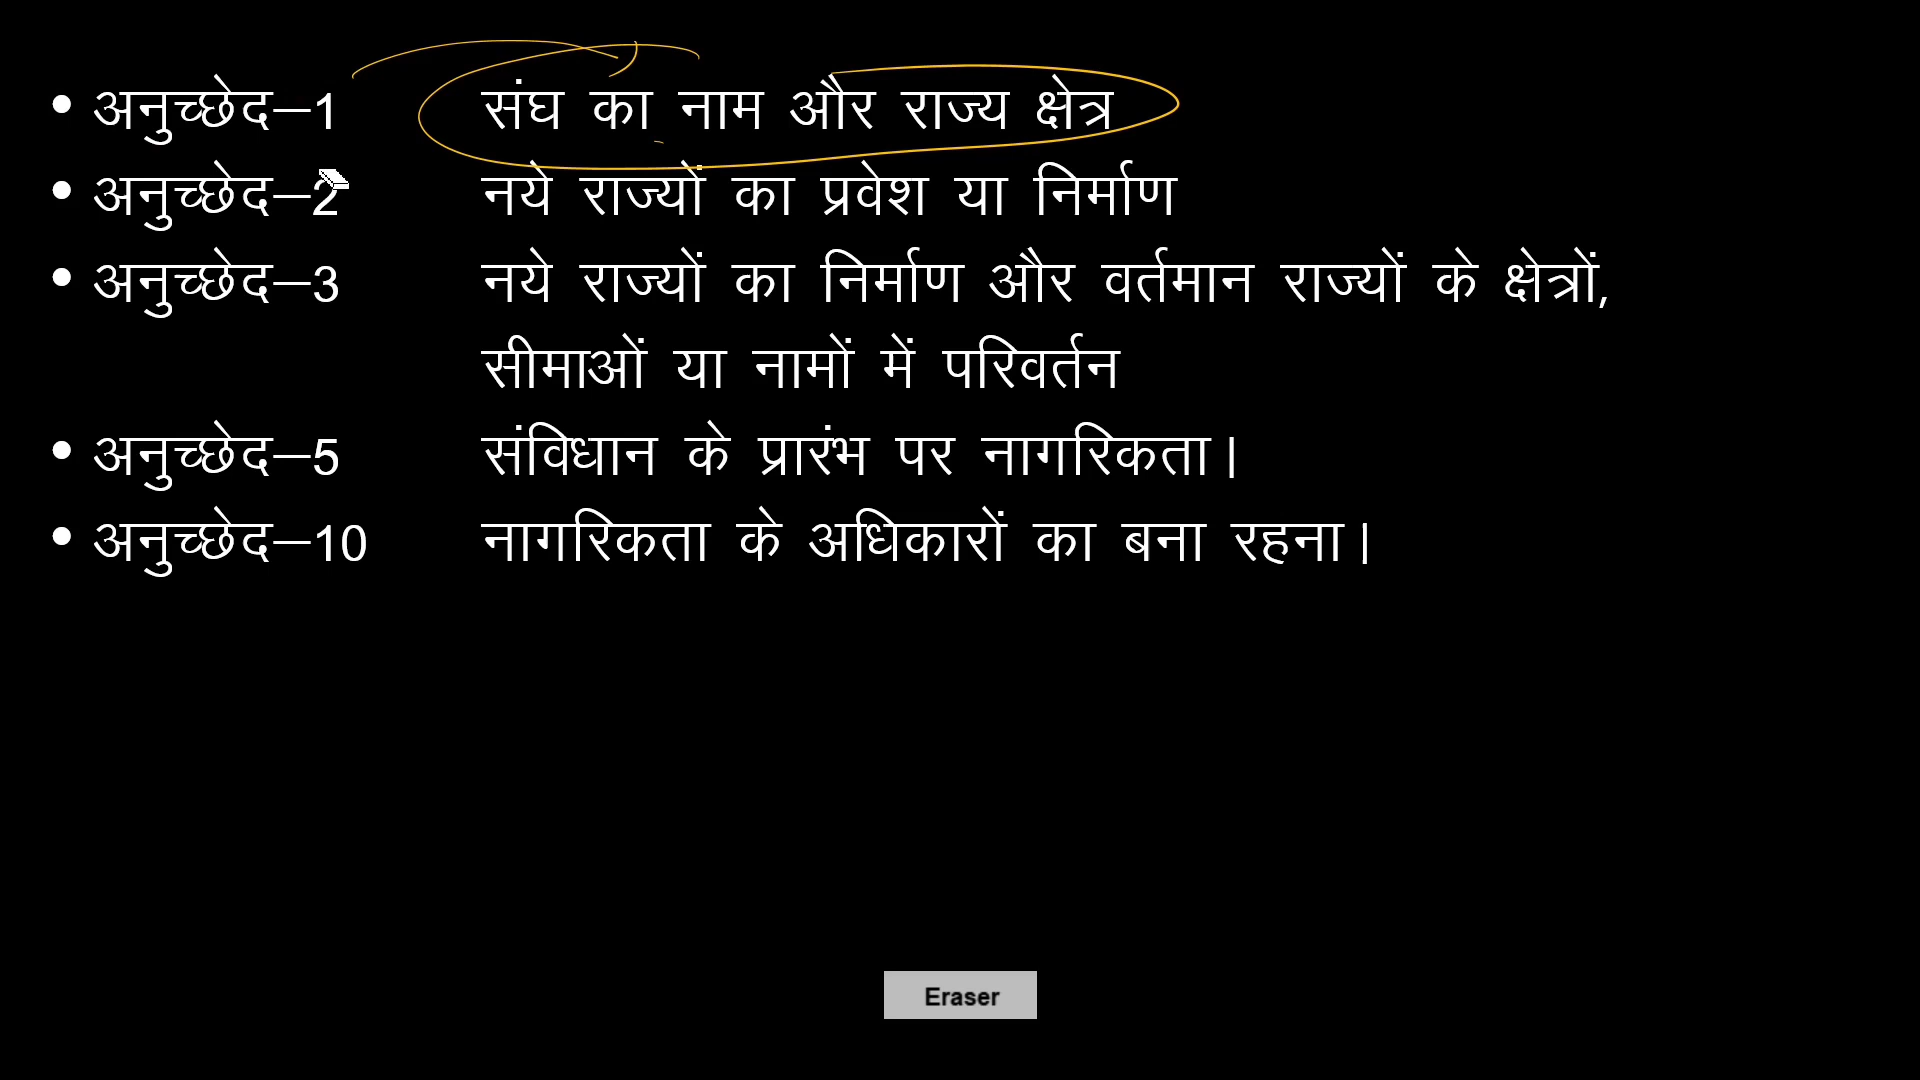 • अनुच्छेद–1 संघ का नाम और राज्य क्षेत्र
• अनुच्छेद–2 नये राज्यों का प्रवेश या निर्माण
• अनुच्छेद–3 नये राज्यों का निर्माण और वर्तमान राज्यों के क्षेत्रों,
सीमाओं या नामों में परिवर्तन
• अनुच्छेद–5 संविधान के प्रारंभ पर नागरिकता।
• अनुच्छेद–10 नागरिकता के अधिकारों का बना रहना।
Eraser